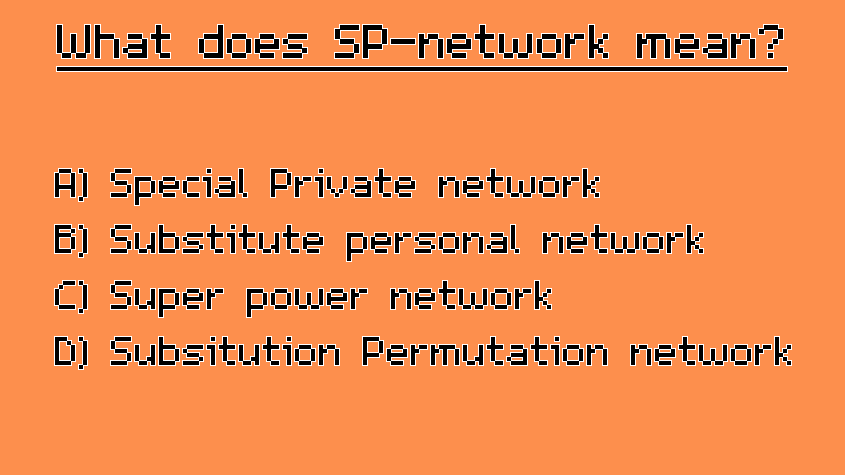 What does SP-network mean?
A) Special Private network
B) Substitute personal network
C) Super power network
D) Subsitution Permutation network